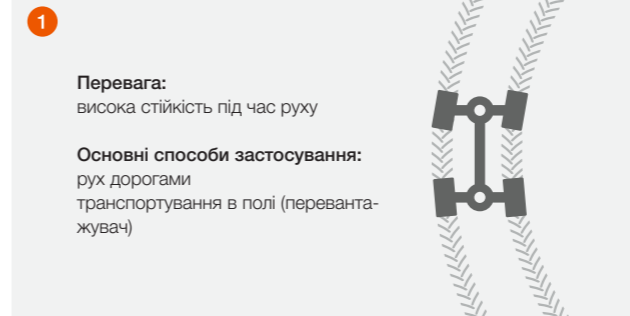 1
Перевага:
висока стійкість під час руху
Основні способи застосування:
рух дорогами
транспортування в полі (переванта-
жувач)